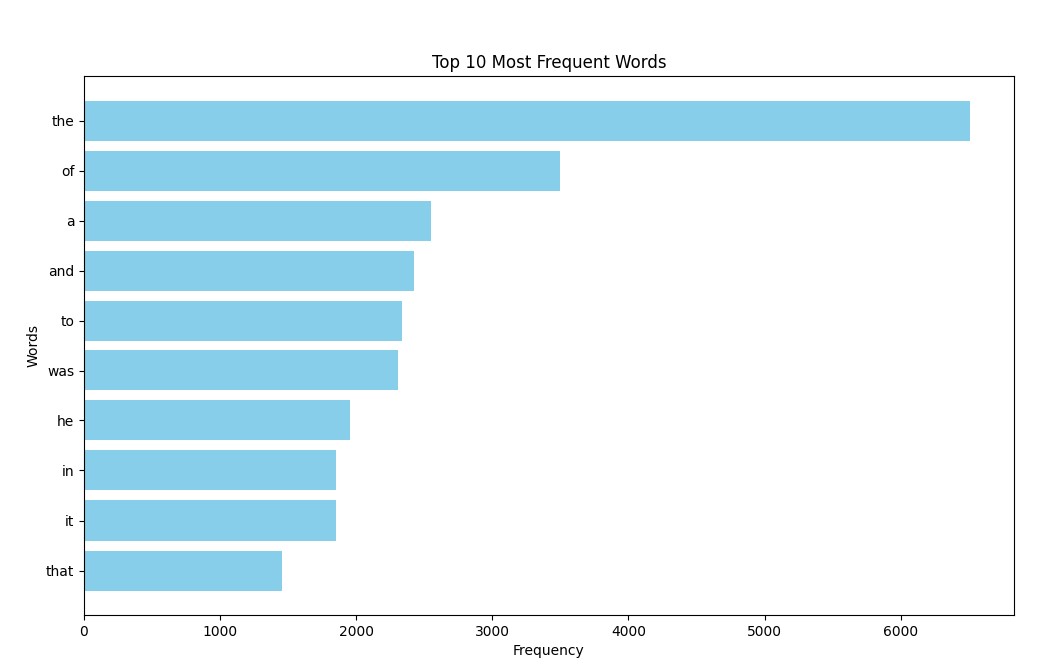 Top 10 Most Frequent Words
the
of
a
and
to
was
he
in
it
that
Words
0 1000 2000 3000 4000 5000 6000
Frequency